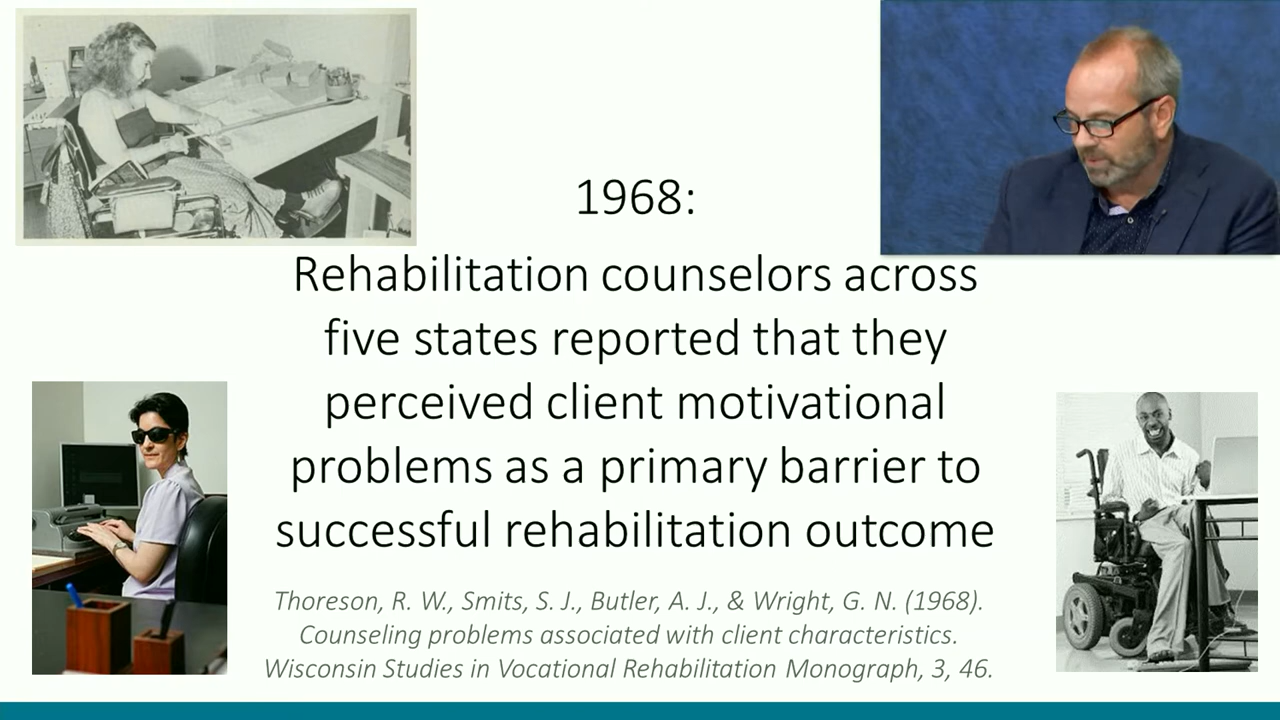 1968:
Rehabilitation counselors across
five states reported that they
perceived client motivational
problems as a primary barrier to
successful rehabilitation outcome
Thoreson, R. W., Smits, S. J., Butler, A. J., & Wright, G. N. (1968).
Counseling problems associated with client characteristics.
Wisconsin Studies in Vocational Rehabilitation Monograph, 3, 46.